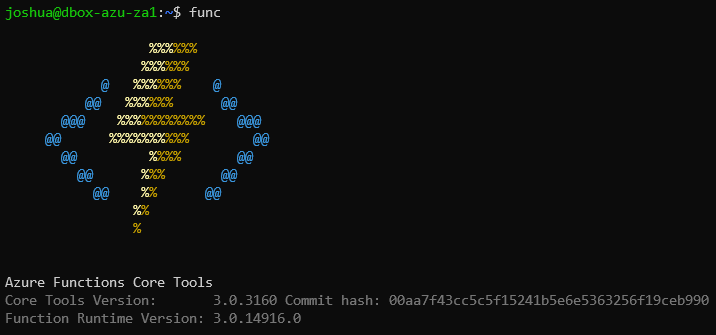 joshua@dbox-azu-za1:~$ func
                  %%%%%%
                 %%%%%%
            @   %%%%%%    @
          @@   %%%%%%      @@
       @@@    %%%%%%%%%%%    @@@
     @@      %%%%%%%%%%        @@
       @@         %%%%       @@
         @@      %%%       @@
           @@    %%      @@
                %%
                %
Azure Functions Core Tools
Core Tools Version:       3.0.3160 Commit hash: 00aa7f43cc5c5f15241b5e6e5363256f19ceb990
Function Runtime Version: 3.0.14916.0